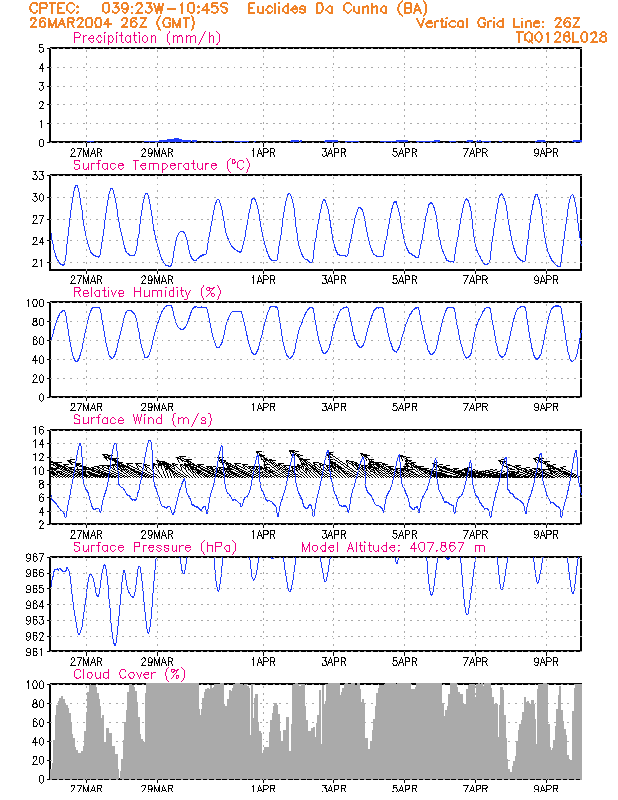 CPTEC: 039:23W-10:45S Euclides Da Cunha (BA)
26MAR2004 26Z (GMT) Vertical Grid Line: 26Z
Precipitation (mm/h) TQ0126L028
5
4
3
2
1
0
27MAR 29MAR 1APR 3APR 5APR 7APR 9APR
Surface Temperature (°C)
33
30
27
24
21
27MAR 29MAR 1APR 3APR 5APR 7APR 9APR
Relative Humidity (%)
100
80
60
40
20
0
27MAR 29MAR 1APR 3APR 5APR 7APR 9APR
Surface Wind (m/s)
16
14
12
10
8
6
4
2
27MAR 29MAR 1APR 3APR 5APR 7APR 9APR
Surface Pressure (hPa) Model Altitude: 407.867 m
967
966
965
964
963
962
961
27MAR 29MAR 1APR 3APR 5APR 7APR 9APR
Cloud Cover (%)
100
80
60
40
20
0
27MAR 29MAR 1APR 3APR 5APR 7APR 9APR